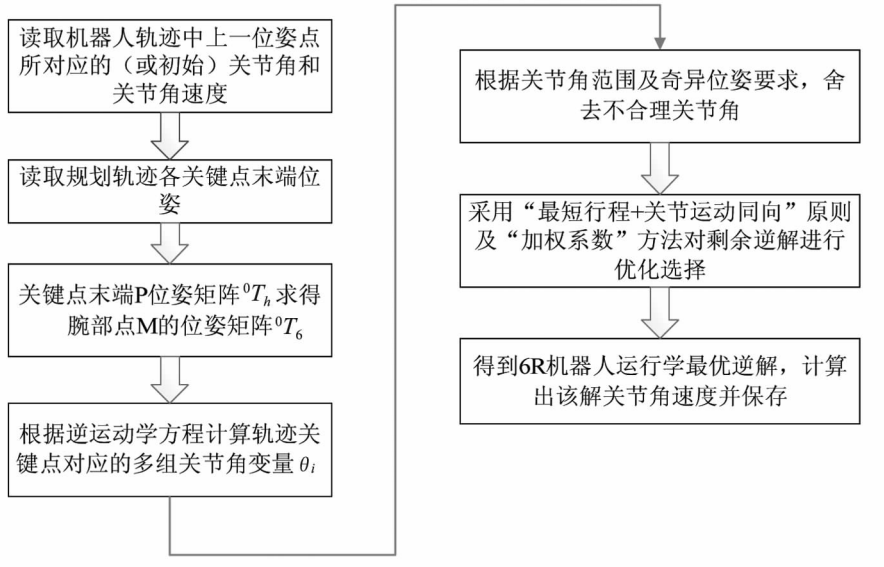 读取机器人轨迹中上一位姿点
所对应的（或初始）关节角和
关节角速度
读取规划轨迹各关键点末端位
姿
关键点末端P位姿矩阵⁰Tₕ求得
腕部点M的位姿矩阵⁰T₆
根据逆运动学方程计算轨迹关
键点对应的多组关节角变量θᵢ
根据关节角范围及奇异位姿要求，舍
去不合理关节角
采用“最短行程+关节运动同向”原则
及“加权系数”方法对剩余逆解进行
优化选择
得到6R机器人运行学最优逆解，计算
出该解关节角速度并保存